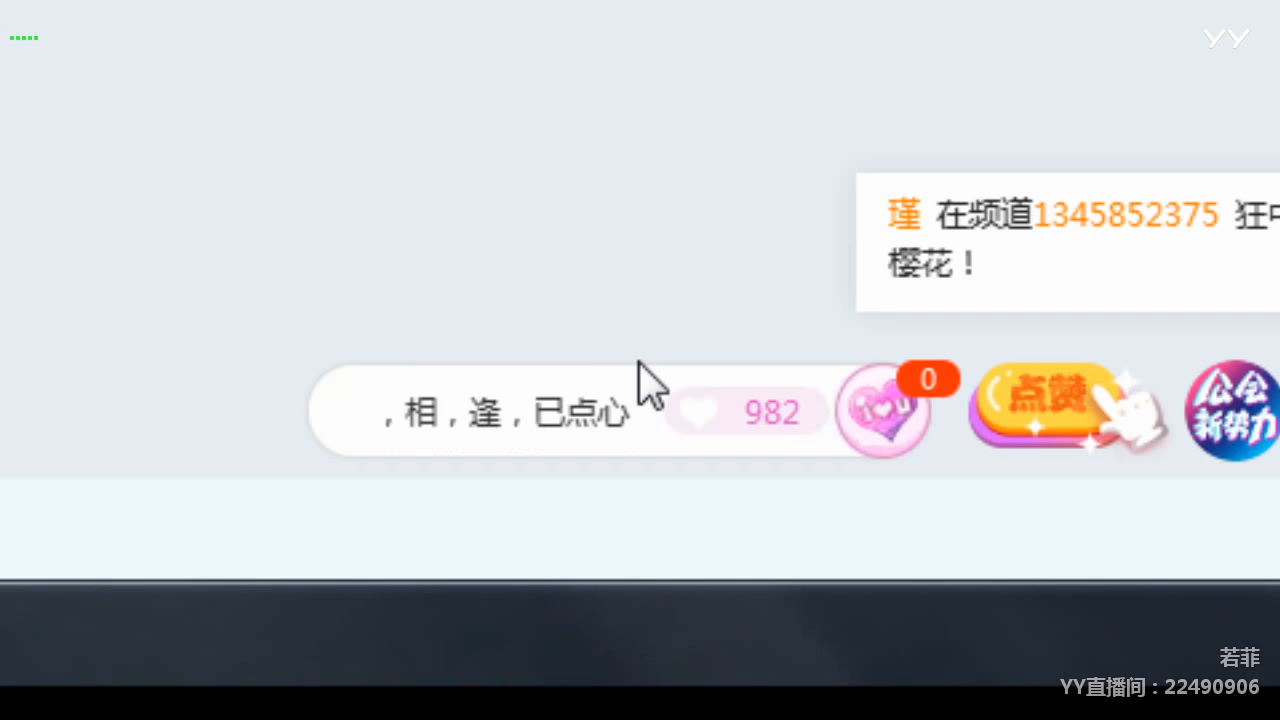 YY
瑾 在频道1345852375 狂
樱花！
，相，逢，已点心
982
i u
0
点赞
公会
新势力
若菲
YY直播间：22490906